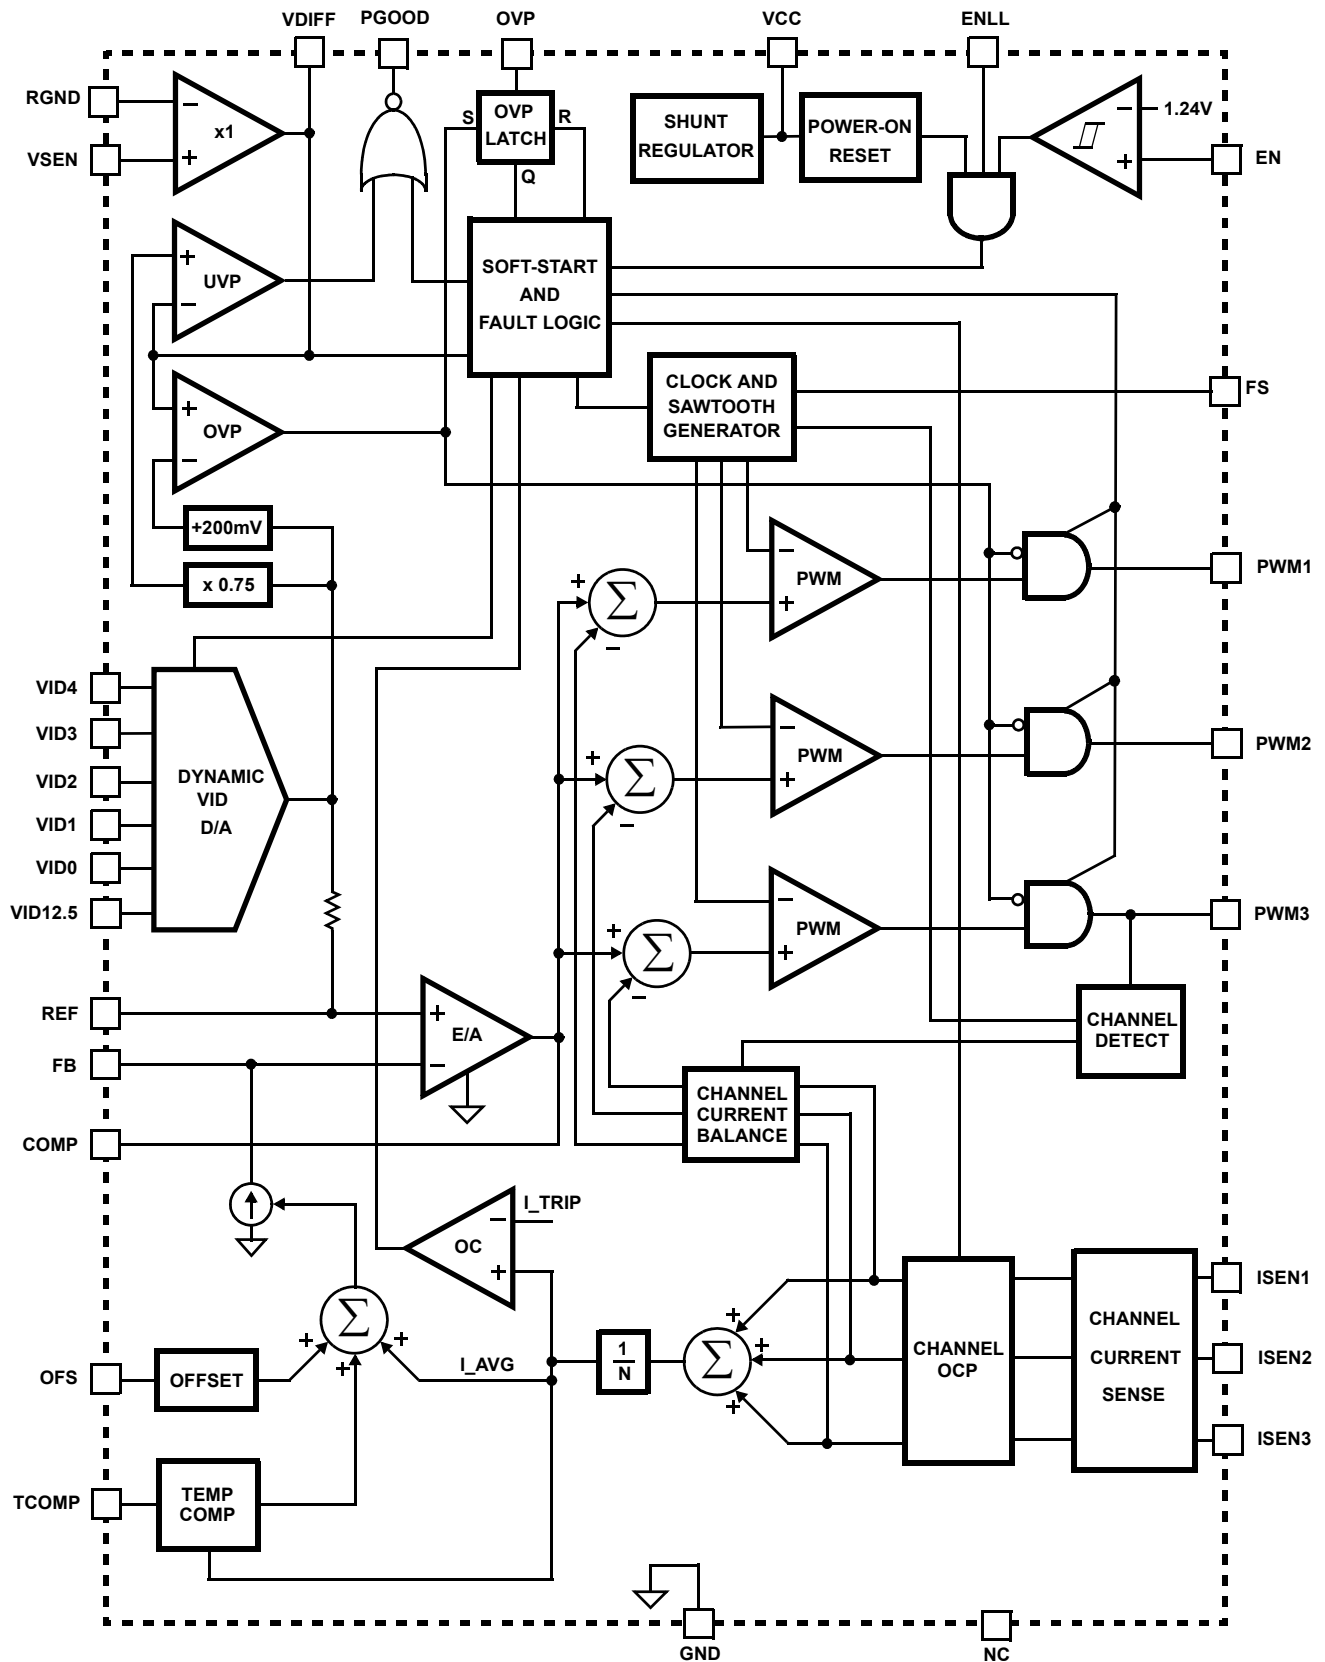 VDIFF
PGOOD
OVP
VCC
ENLL
RGND
−
x1
+
VSEN
S
OVP
LATCH
R
Q
SHUNT
REGULATOR
POWER-ON
RESET
−
1.24V
+
EN
+
UVP
−
SOFT-START
AND
FAULT LOGIC
+
OVP
−
CLOCK AND
SAWTOOTH
GENERATOR
FS
+200mV
x 0.75
+
Σ
−
−
PWM
+
PWM1
VID4
VID3
VID2
VID1
VID0
VID12.5
DYNAMIC
VID
D/A
+
Σ
−
−
PWM
+
PWM2
+
Σ
−
−
PWM
+
PWM3
REF
FB
COMP
+
E/A
−
CHANNEL
DETECT
CHANNEL
CURRENT
BALANCE
I_TRIP
−
OC
+
Σ
+
+
+
OFS
OFFSET
I_AVG
1
N
Σ
+
+
+
CHANNEL
OCP
CHANNEL
CURRENT
SENSE
ISEN1
ISEN2
ISEN3
TCOMP
TEMP
COMP
GND
NC